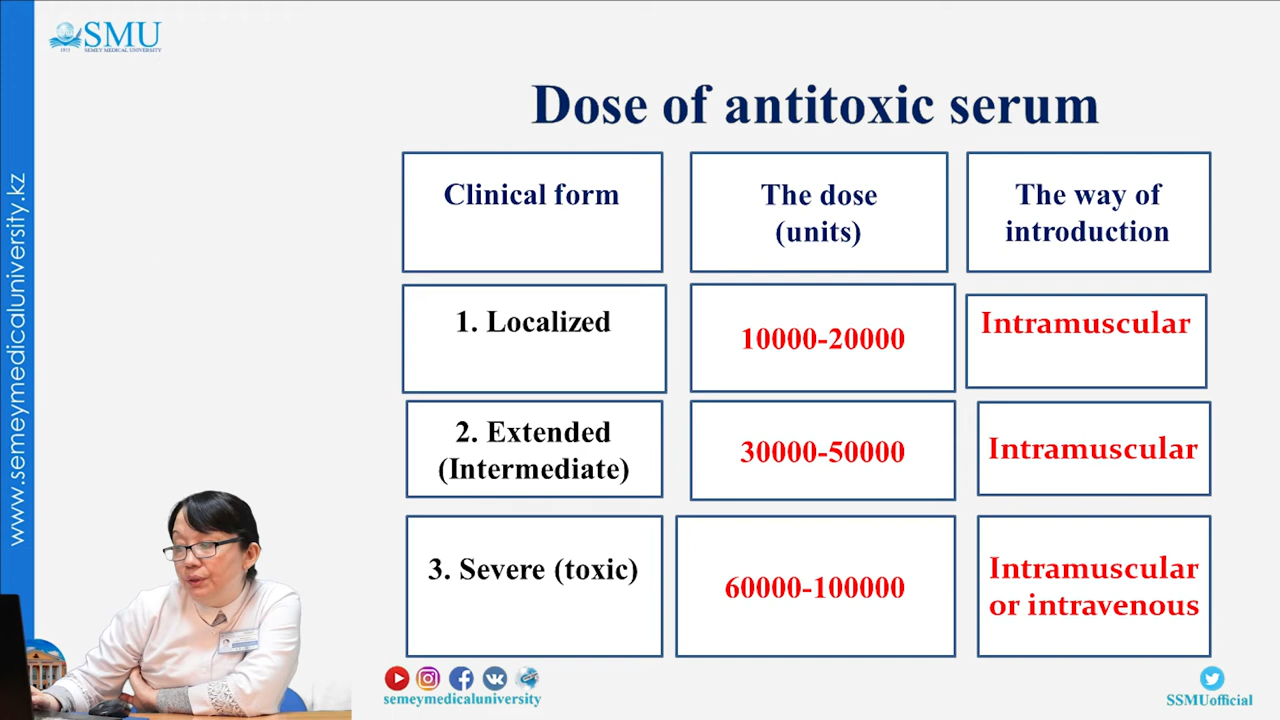 SMU
SEMEY MEDICAL UNIVERSITY
www.semeymedicaluniversity.kz
Dose of antitoxic serum
Clinical form
The dose
(units)
The way of
introduction
1. Localized
10000-20000
Intramuscular
2. Extended
(Intermediate)
30000-50000
Intramuscular
3. Severe (toxic)
60000-100000
Intramuscular
or intravenous
semeymedicaluniversity
SSMUofficial